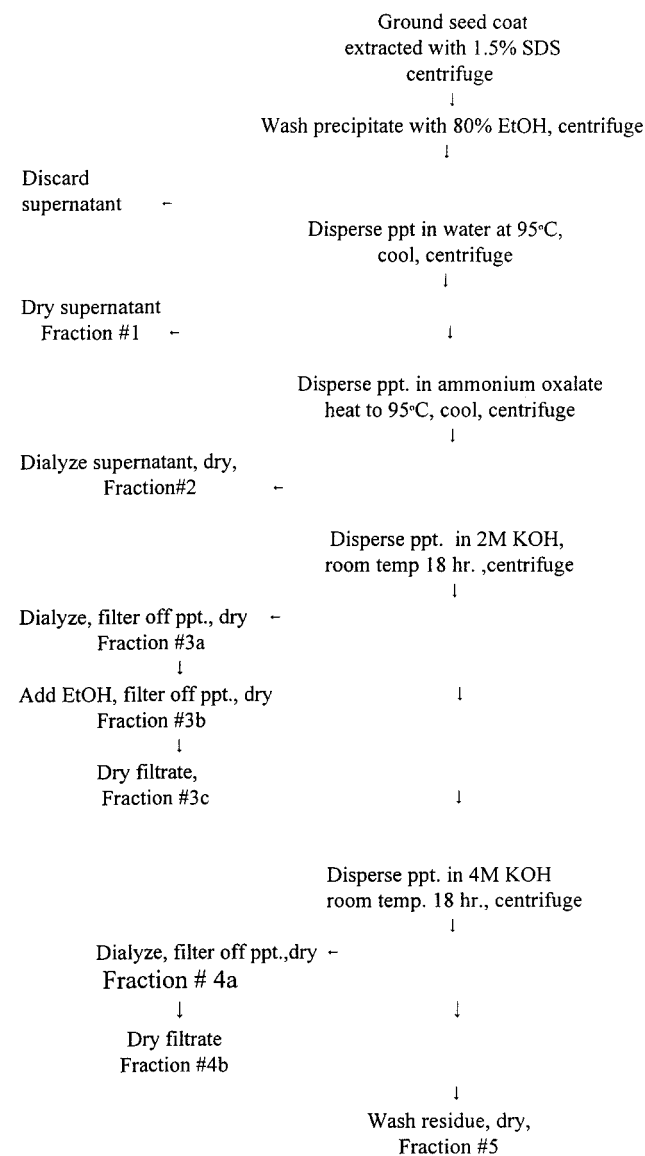 Ground seed coat
extracted with 1.5% SDS
centrifuge
↓
Wash precipitate with 80% EtOH, centrifuge
↓
Discard
supernatant ←
Disperse ppt in water at 95°C,
cool, centrifuge
↓
Dry supernatant
Fraction #1 ← ↓
Disperse ppt. in ammonium oxalate
heat to 95°C, cool, centrifuge
↓
Dialyze supernatant, dry,
Fraction#2 ←
Disperse ppt. in 2M KOH,
room temp 18 hr. ,centrifuge
↓
Dialyze, filter off ppt., dry ←
Fraction #3a
↓
Add EtOH, filter off ppt., dry ↓
Fraction #3b
↓
Dry filtrate,
Fraction #3c ↓
Disperse ppt. in 4M KOH
room temp. 18 hr., centrifuge
↓
Dialyze, filter off ppt.,dry ←
Fraction # 4a
↓ ↓
Dry filtrate
Fraction #4b
↓
Wash residue, dry,
Fraction #5